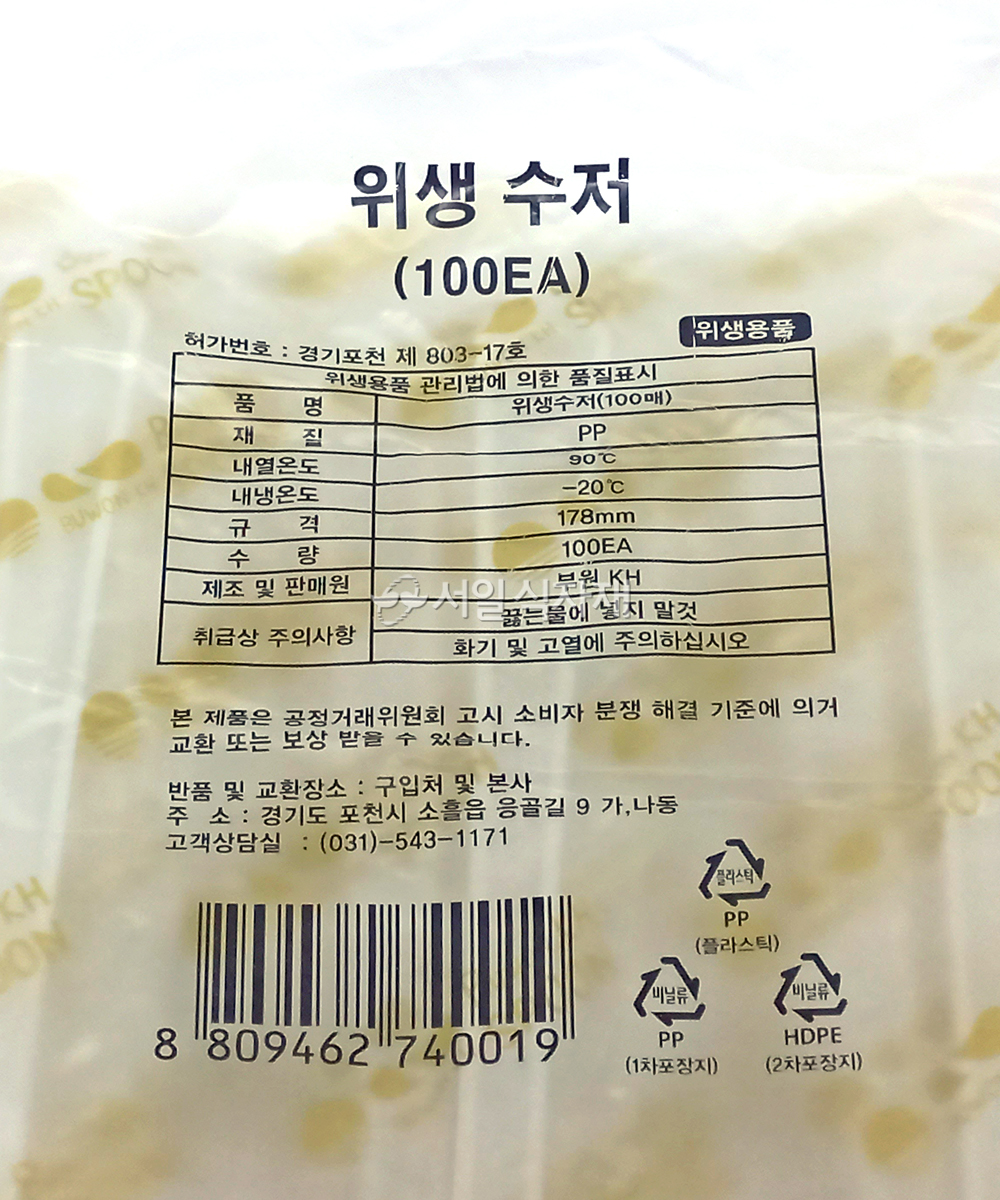 위생 수저
(100EA)
위생용품
허가번호 : 경기포천 제 803-17호
위생용품 관리법에 의한 품질표시
품 명 위생수저(100매)
재 질 PP
내열온도 90℃
내냉온도 -20℃
규 격 178mm
수 량 100EA
제조 및 판매원 부원 KH
취급상 주의사항 끓는물에 넣지 말것
화기 및 고열에 주의하십시오
서일식자재
본 제품은 공정거래위원회 고시 소비자 분쟁 해결 기준에 의거
교환 또는 보상 받을 수 있습니다.
반품 및 교환장소 : 구입처 및 본사
주 소 : 경기도 포천시 소흘읍 응골길 9 가,나동
고객상담실 : (031)-543-1171
플라스틱
PP
(플라스틱)
비닐류
PP
(1차포장지)
비닐류
HDPE
(2차포장지)
8 809462 740019